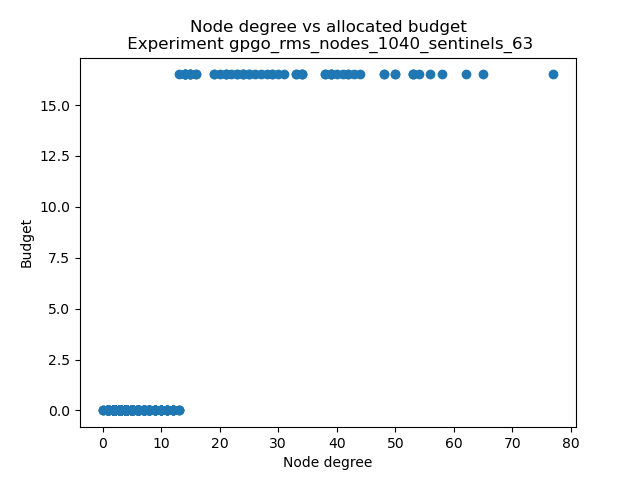 Node degree vs allocated budget
Experiment gpgo_rms_nodes_1040_sentinels_63
Budget
15.0
12.5
10.0
7.5
5.0
2.5
0.0
0 10 20 30 40 50 60 70 80
Node degree